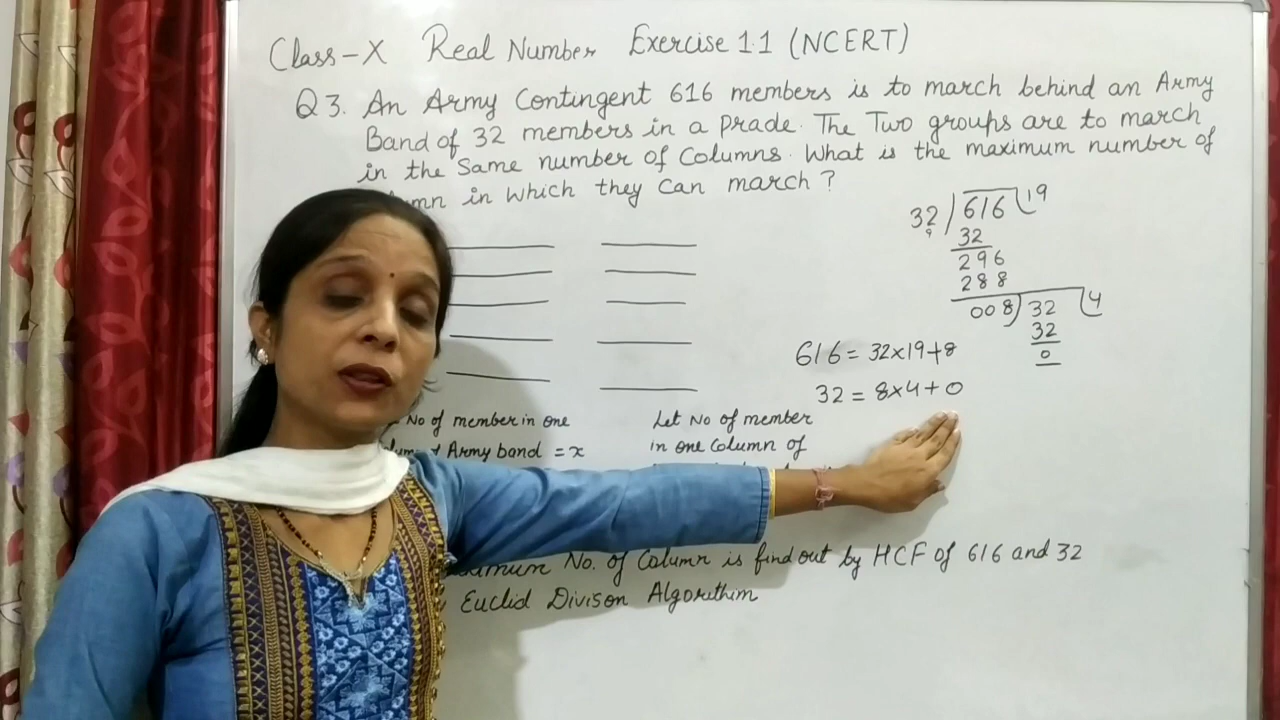 Class-X Real Number Exercise 1.1 (NCERT)
Q 3. An Army Contingent 616 members is to march behind an Army
Band of 32 members in a prade. The Two groups are to march
in the Same number of Columns. What is the maximum number of
in which they Can march?
32) 616 (19
9
32
296
288
008) 32 (4
32
0
616 = 32x19+8
32 = 8x4+0
No of member in one
Army band = x
Let No of member
in one Column of
No. of Column is find out by HCF of 616 and 32
Euclid Divison Algorithm